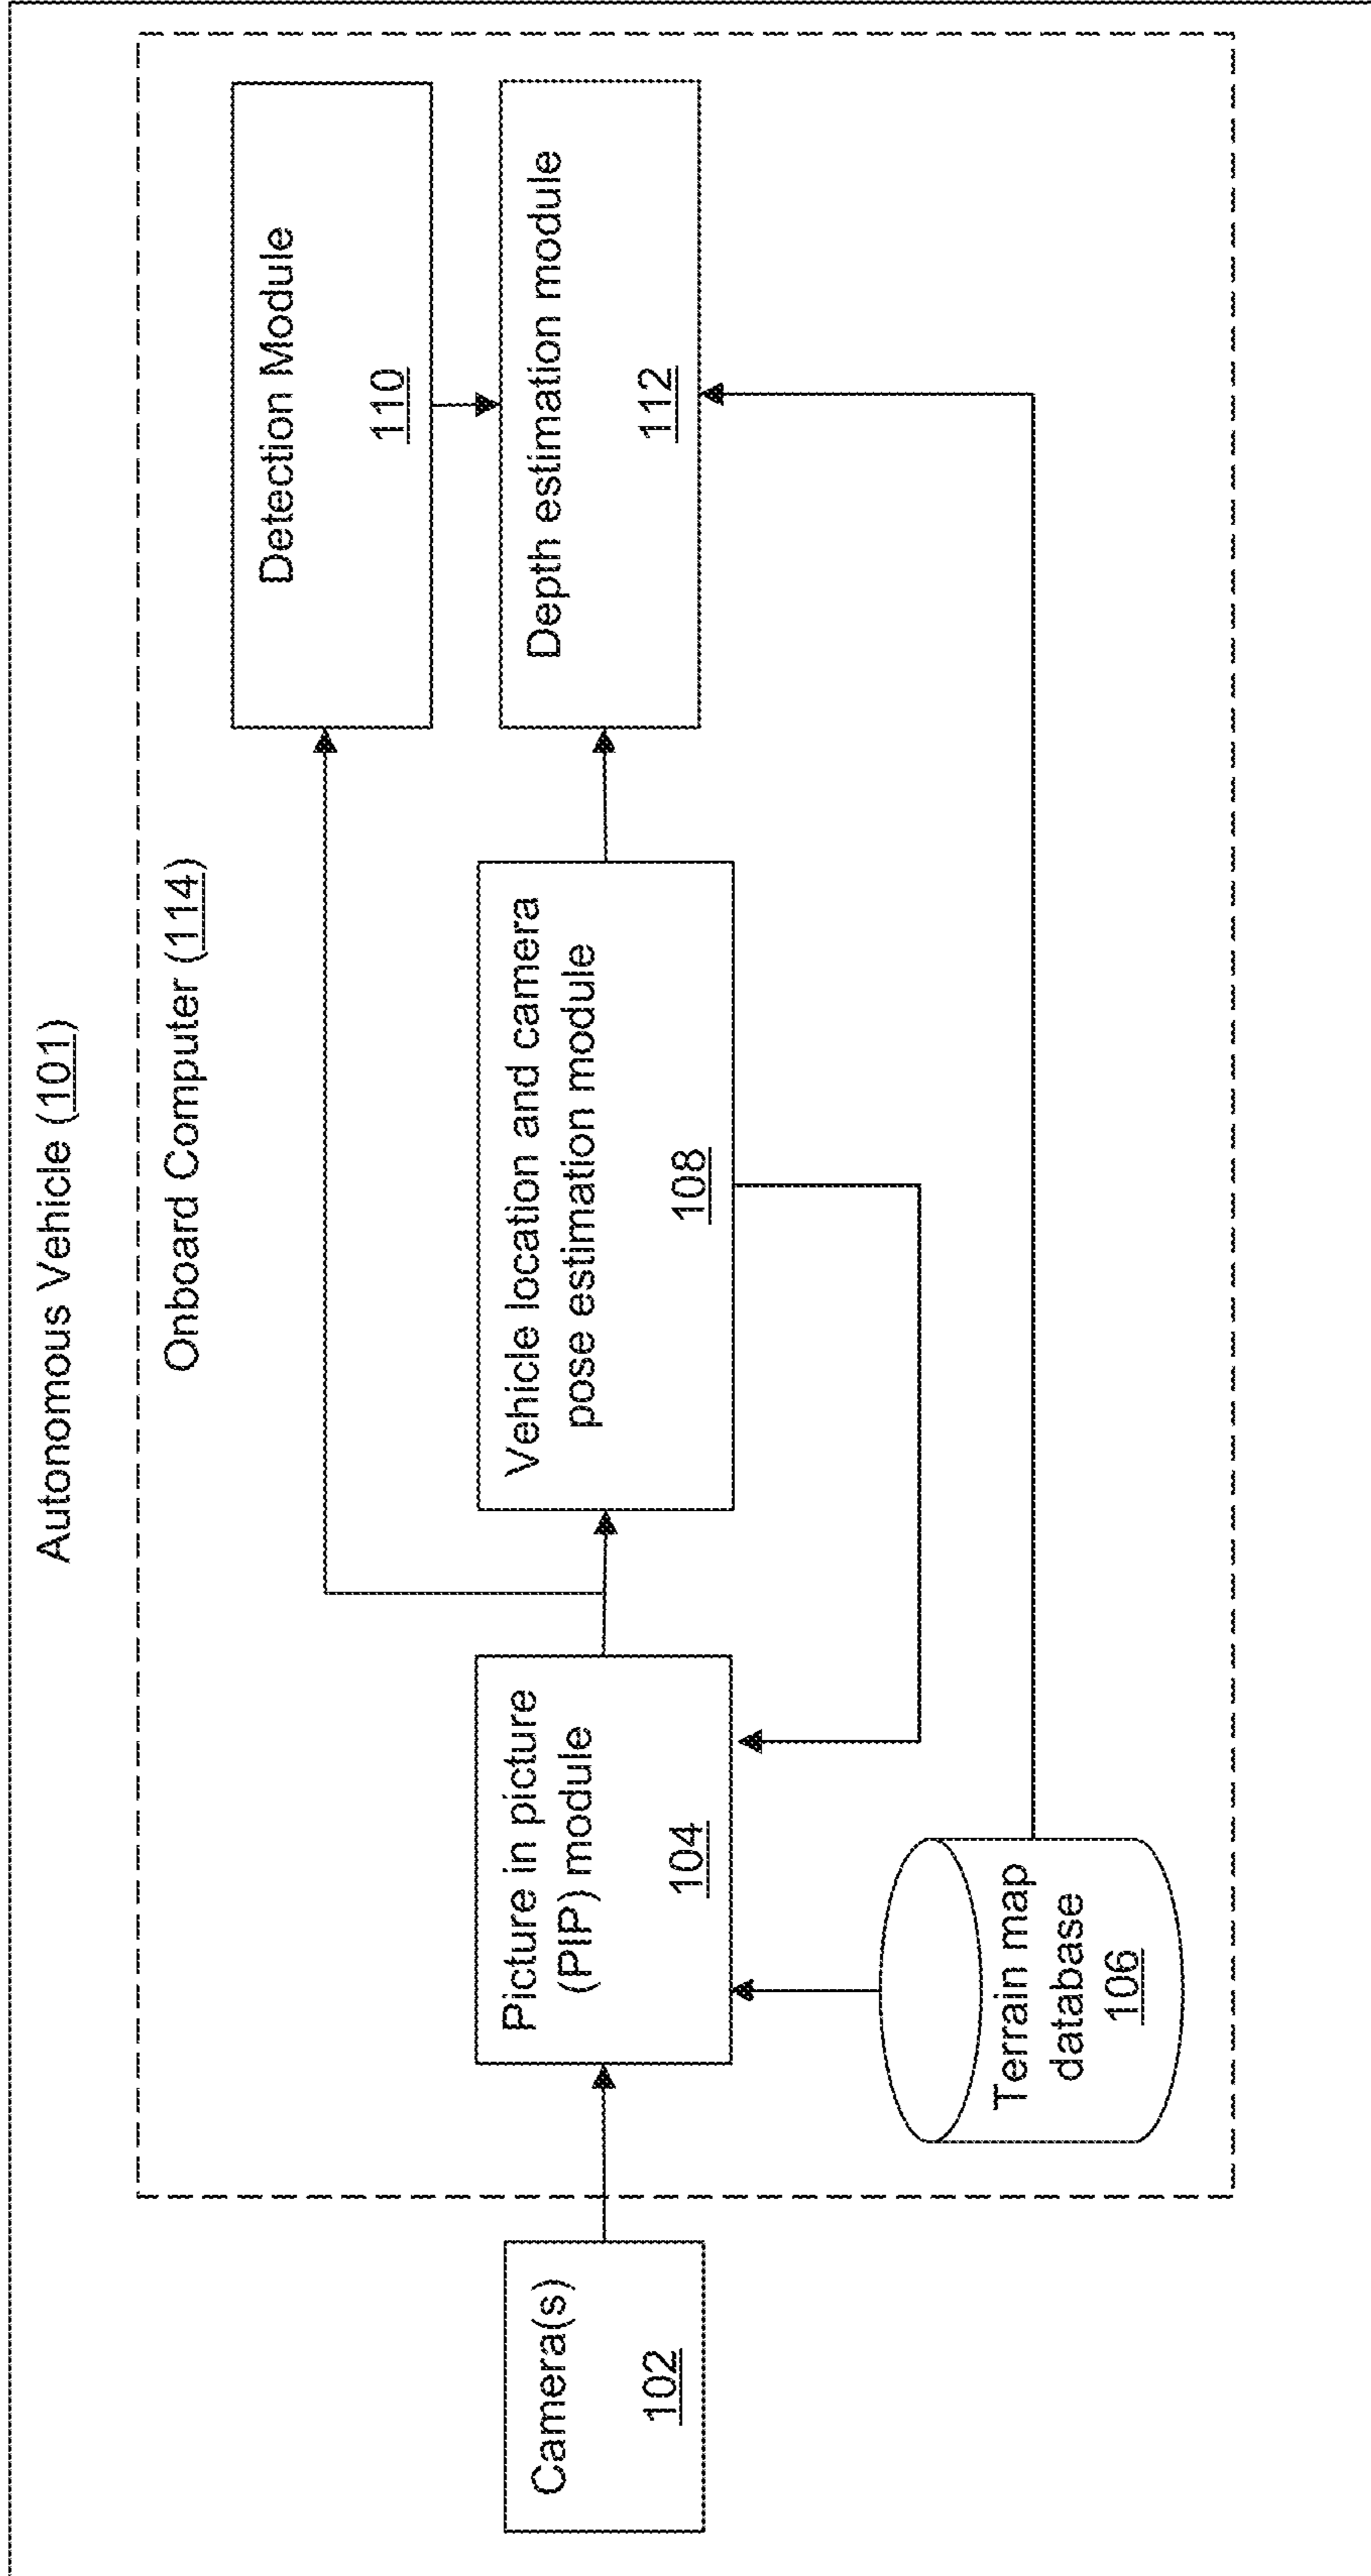 Autonomous Vehicle (101)
Onboard Computer (114)
Camera(s)
102
Picture in picture
(PIP) module
104
Terrain map
database
106
Vehicle location and camera
pose estimation module
108
Detection Module
110
Depth estimation module
112